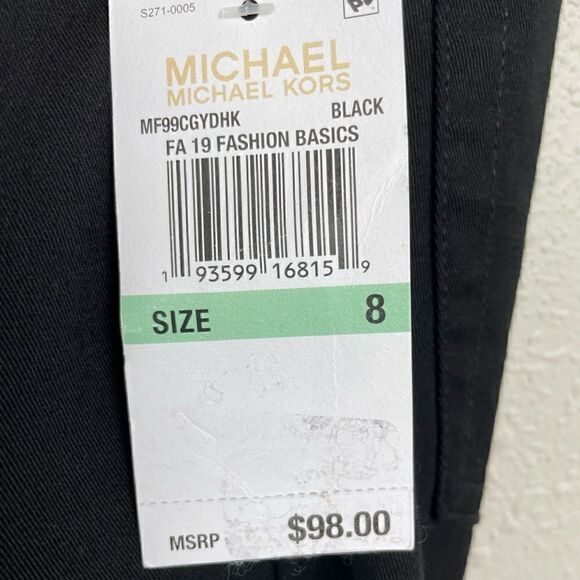 S271-0005
MICHAEL
MICHAEL KORS
MF99CGYDHK BLACK
FA 19 FASHION BASICS
1 93599 16815 9
SIZE 8
MSRP $98.00